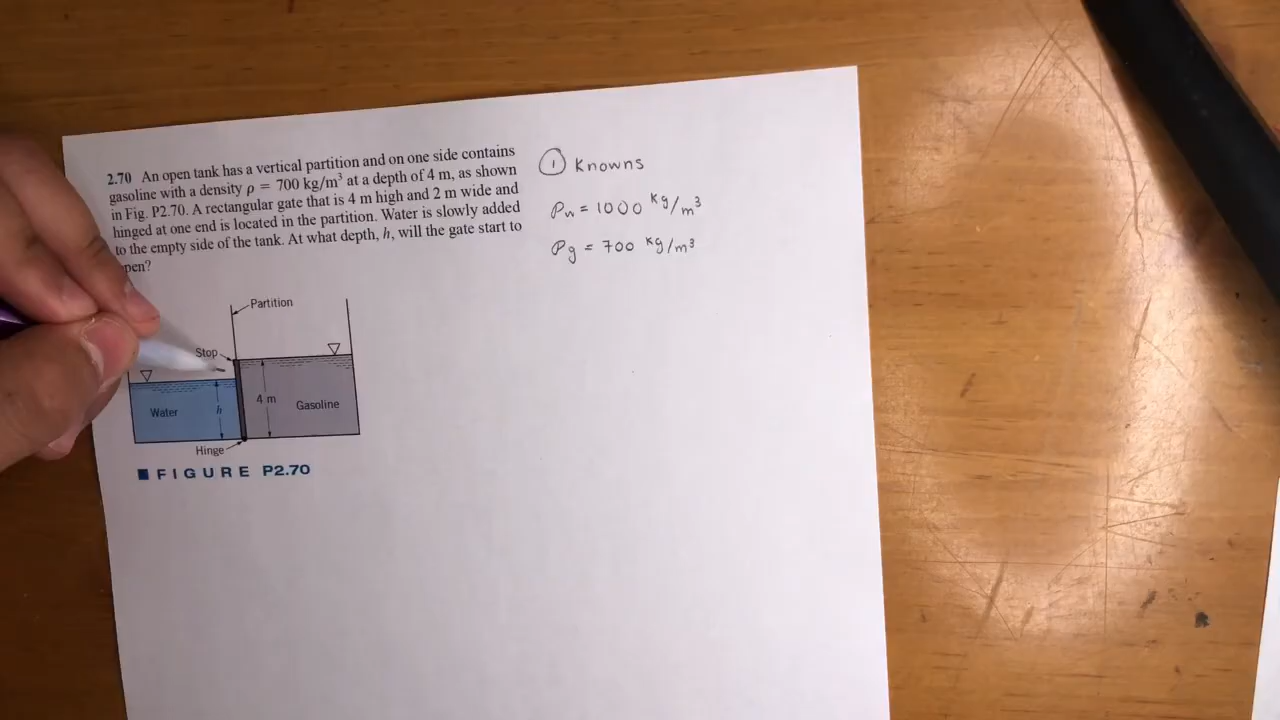 2.70 An open tank has a vertical partition and on one side contains
gasoline with a density ρ = 700 kg/m³ at a depth of 4 m, as shown
in Fig. P2.70. A rectangular gate that is 4 m high and 2 m wide and
hinged at one end is located in the partition. Water is slowly added
to the empty side of the tank. At what depth, h, will the gate start to
pen?
① Knowns
ρw = 1000 kg/m³
ρg = 700 kg/m³
Partition
Stop
Water
h
4 m
Gasoline
Hinge
FIGURE P2.70